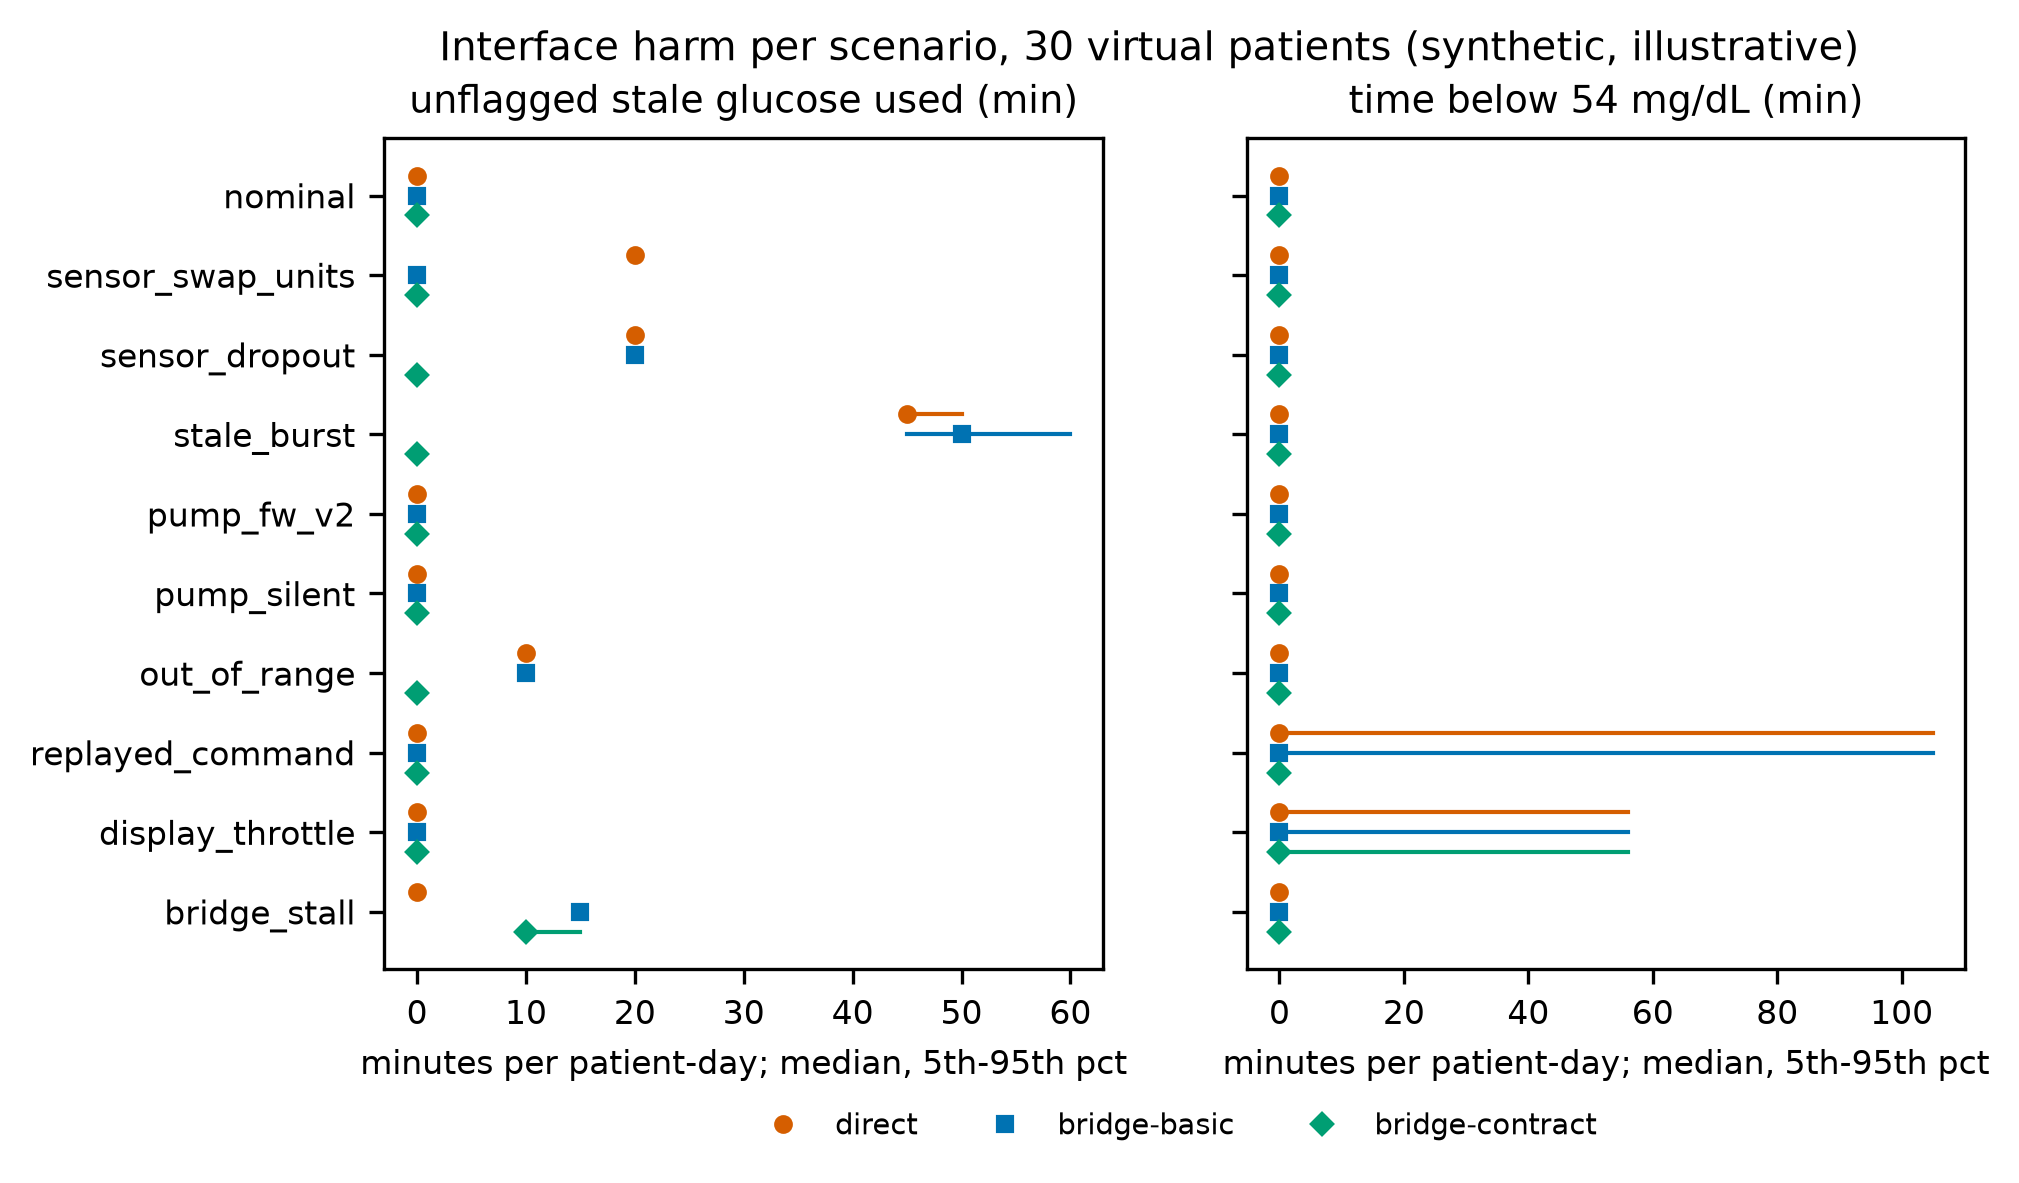 Interface harm per scenario, 30 virtual patients (synthetic, illustrative)
unflagged stale glucose used (min)
time below 54 mg/dL (min)
nominal
sensor_swap_units
sensor_dropout
stale_burst
pump_fw_v2
pump_silent
out_of_range
replayed_command
display_throttle
bridge_stall
0 10 20 30 40 50 60
0 20 40 60 80 100
minutes per patient-day; median, 5th-95th pct
minutes per patient-day; median, 5th-95th pct
direct bridge-basic bridge-contract